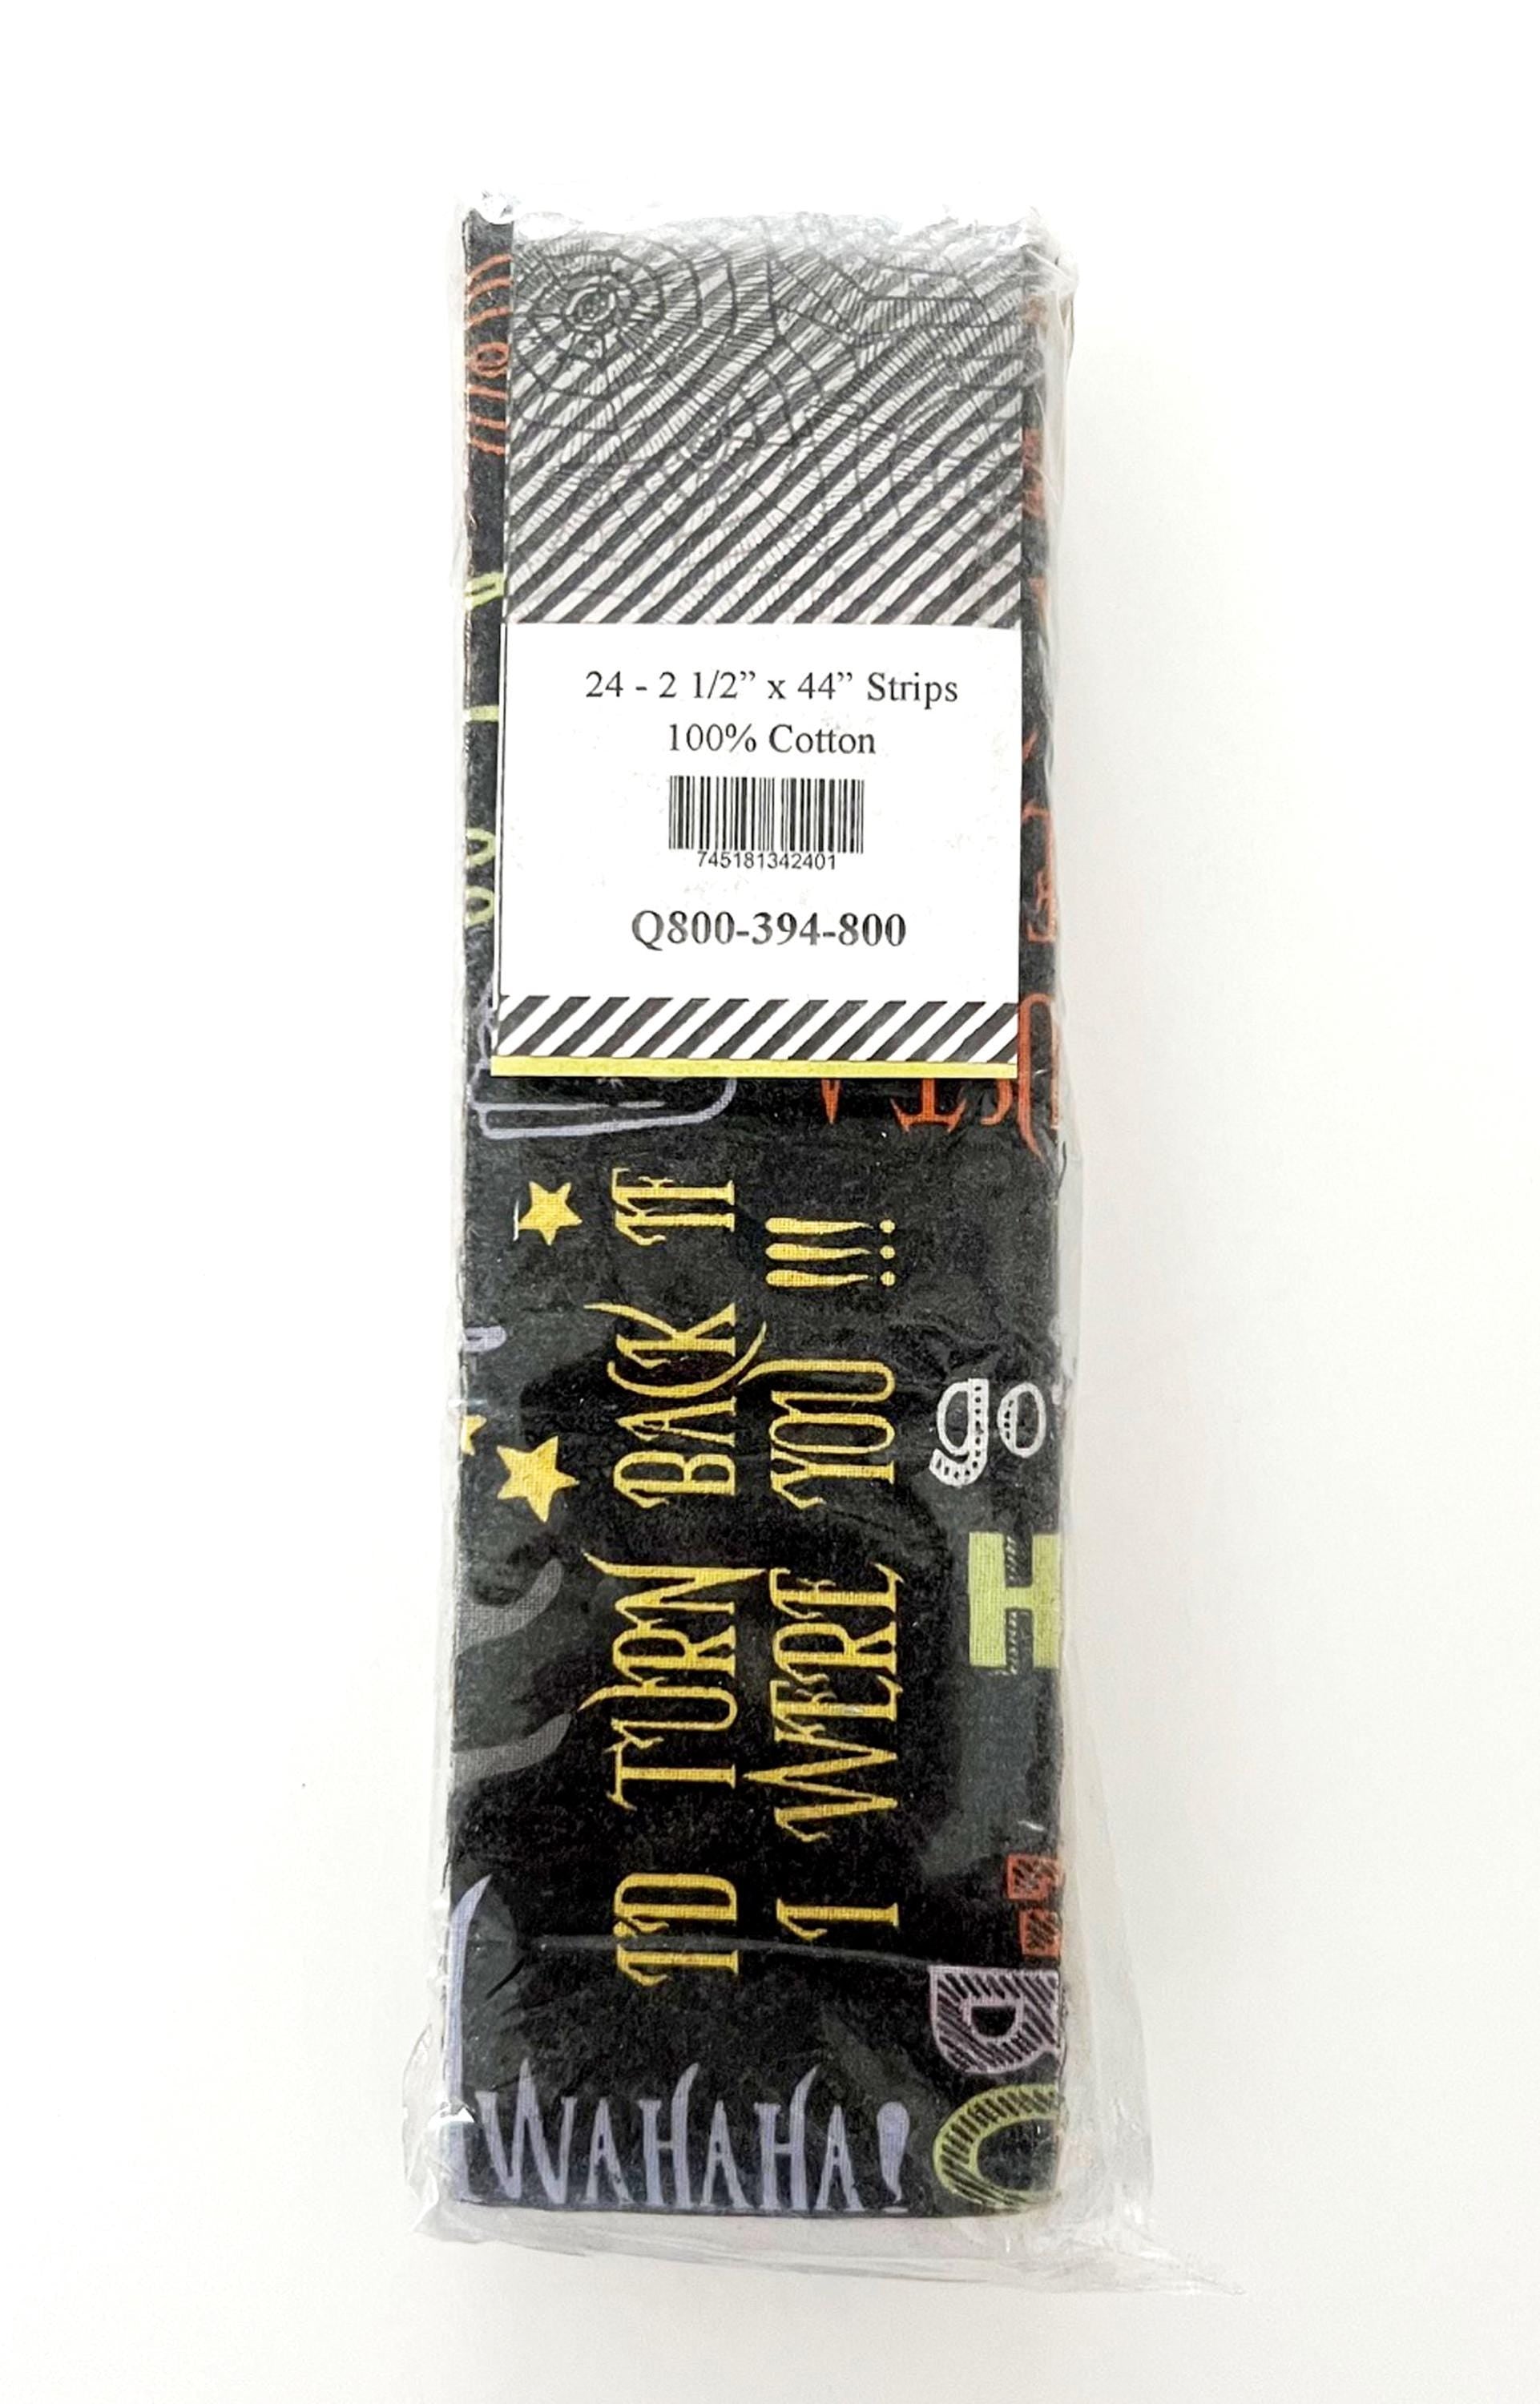 24 - 2 1/2” x 44” Strips
100% Cotton
745181342401
Q800-394-800
I'D TURN BACK IF
I WERE YOU !!!
go
H
WAHAHA!